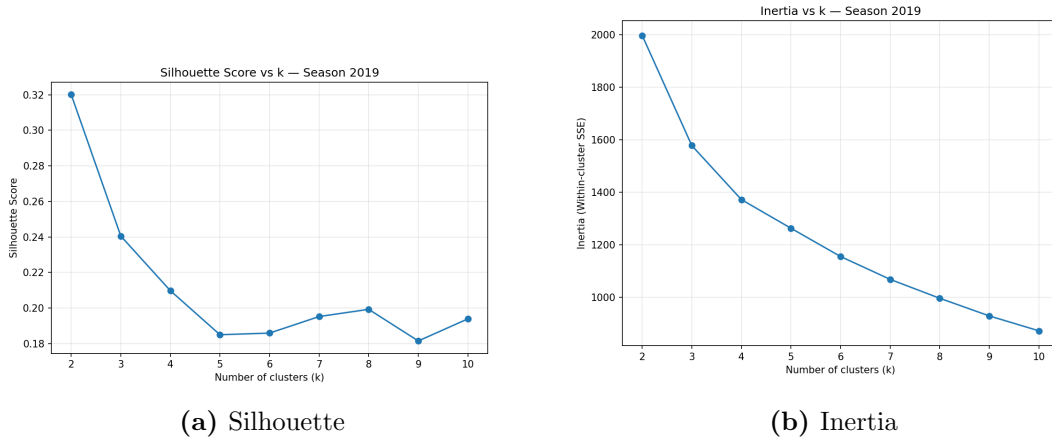 Silhouette Score vs k — Season 2019
0.32
0.30
0.28
0.26
0.24
0.22
0.20
0.18
Silhouette Score
2 3 4 5 6 7 8 9 10
Number of clusters (k)
(a) Silhouette
Inertia vs k — Season 2019
2000
1800
1600
1400
1200
1000
Inertia (Within-cluster SSE)
2 3 4 5 6 7 8 9 10
Number of clusters (k)
(b) Inertia